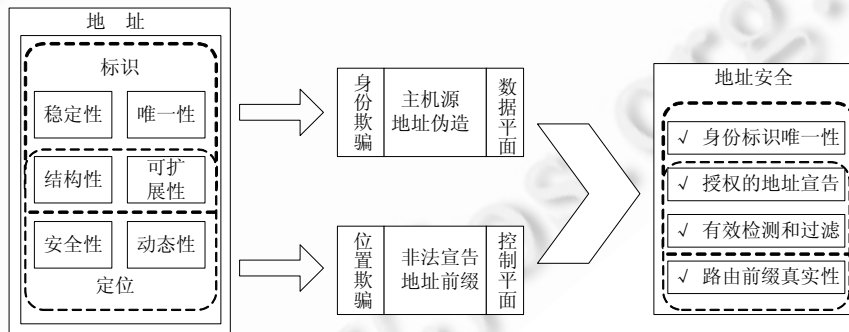 地 址
标识
稳定性
唯一性
结构性
可扩
展性
安全性
动态性
定位
身份欺骗
主机源
地址伪造
数据平面
位置欺骗
非法宣告
地址前缀
控制平面
地址安全
√ 身份标识唯一性
√ 授权的地址宣告
√ 有效检测和过滤
√ 路由前缀真实性